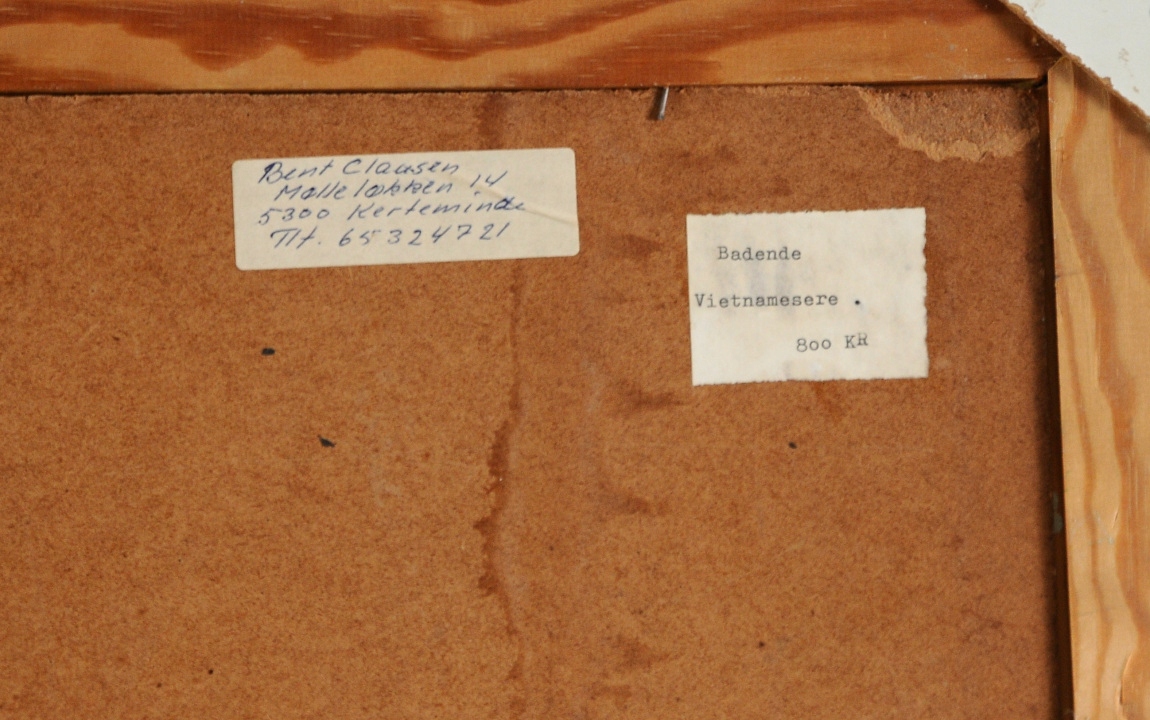 Bent Clausen
Mølleløkken 14
5300 Kerteminde
Tlf. 65324721
Badende
Vietnamesere .
800 KR